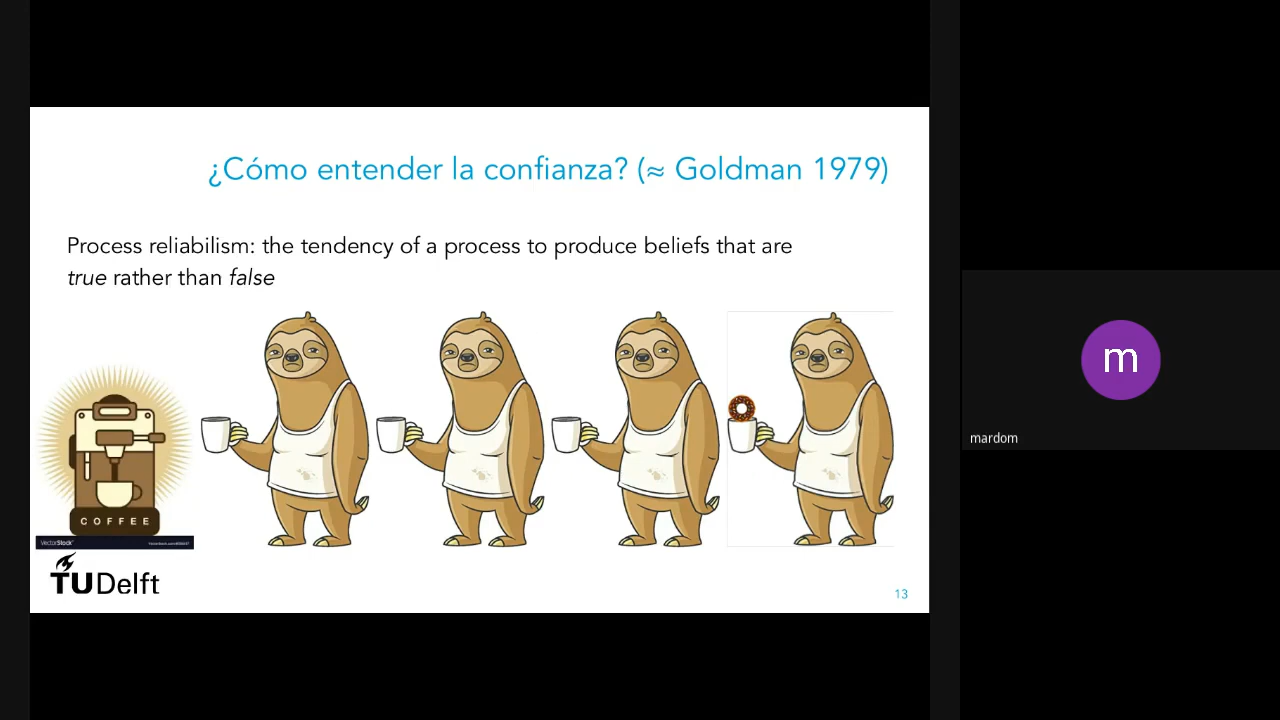 ¿Cómo entender la confianza? (≈ Goldman 1979)
Process reliabilism: the tendency of a process to produce beliefs that are
true rather than false
COFFEE
VectorStock
TUDelft
13
m
mardom